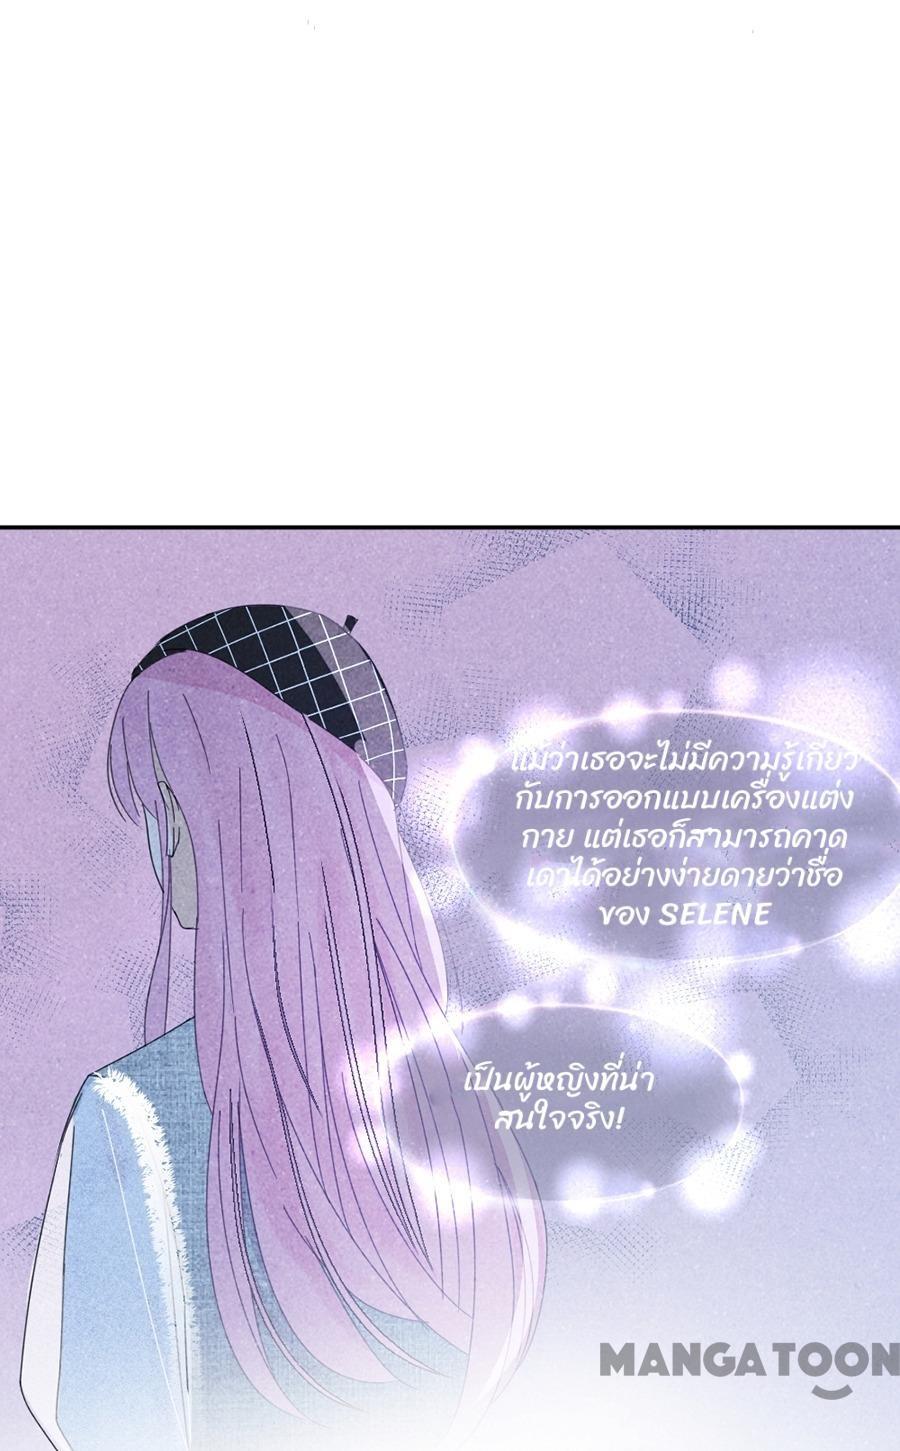 แม้ว่าเธอจะไม่มีความรู้เกี่ยว
กับการออกแบบเครื่องแต่ง
กาย แต่เธอก็สามารถคาด
เดาได้อย่างง่ายดายว่าชื่อ
ของ SELENE
เป็นผู้หญิงที่น่า
สนใจจริง!
MANGATOON